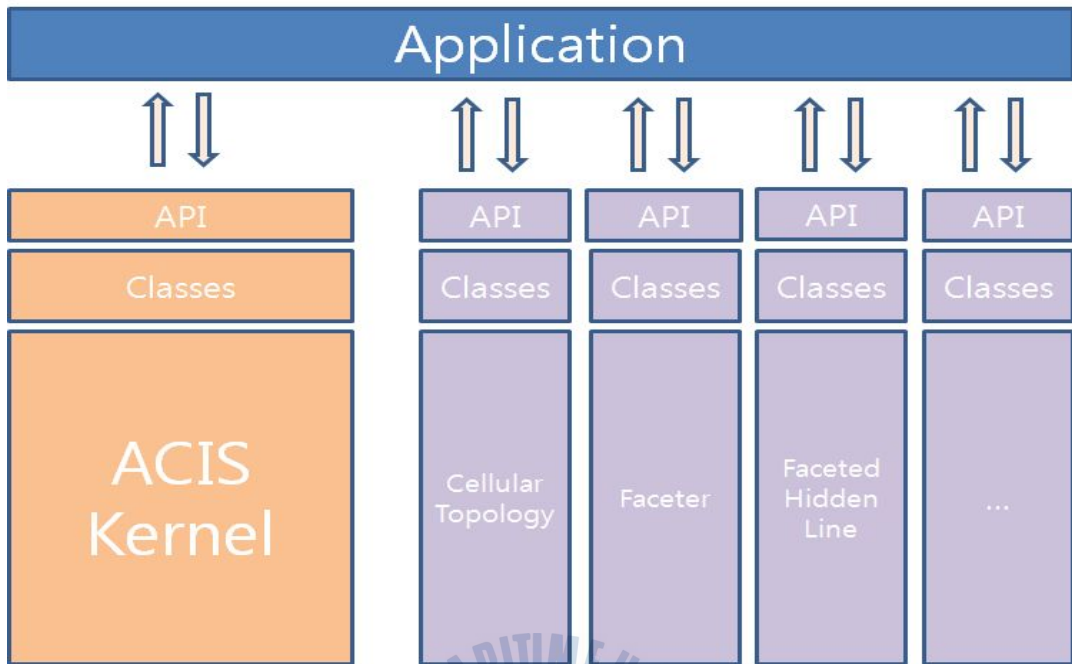 Application
API API API API API
Classes Classes Classes Classes Classes
ACIS
Kernel
Cellular
Topology
Faceter
Faceted
Hidden
Line
...